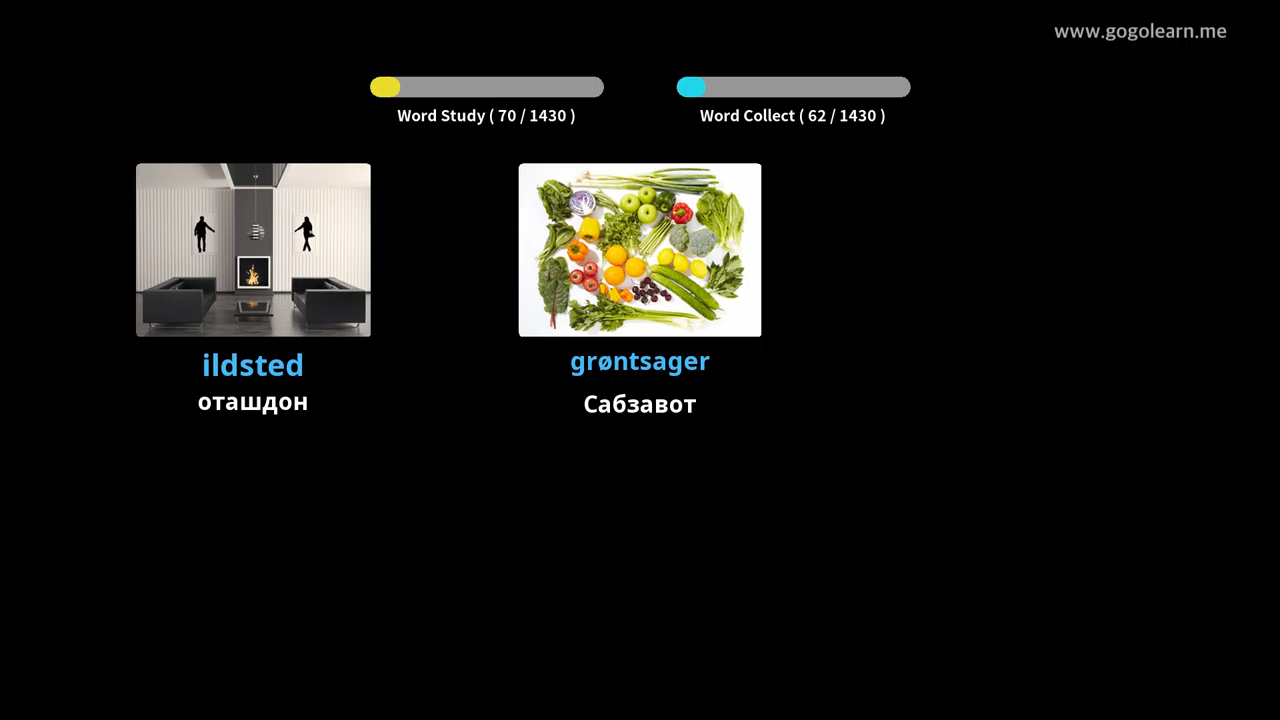 www.gogolearn.me
Word Study ( 70 / 1430 )
Word Collect ( 62 / 1430 )
ildsted
оташдон
grøntsager
Сабзавот